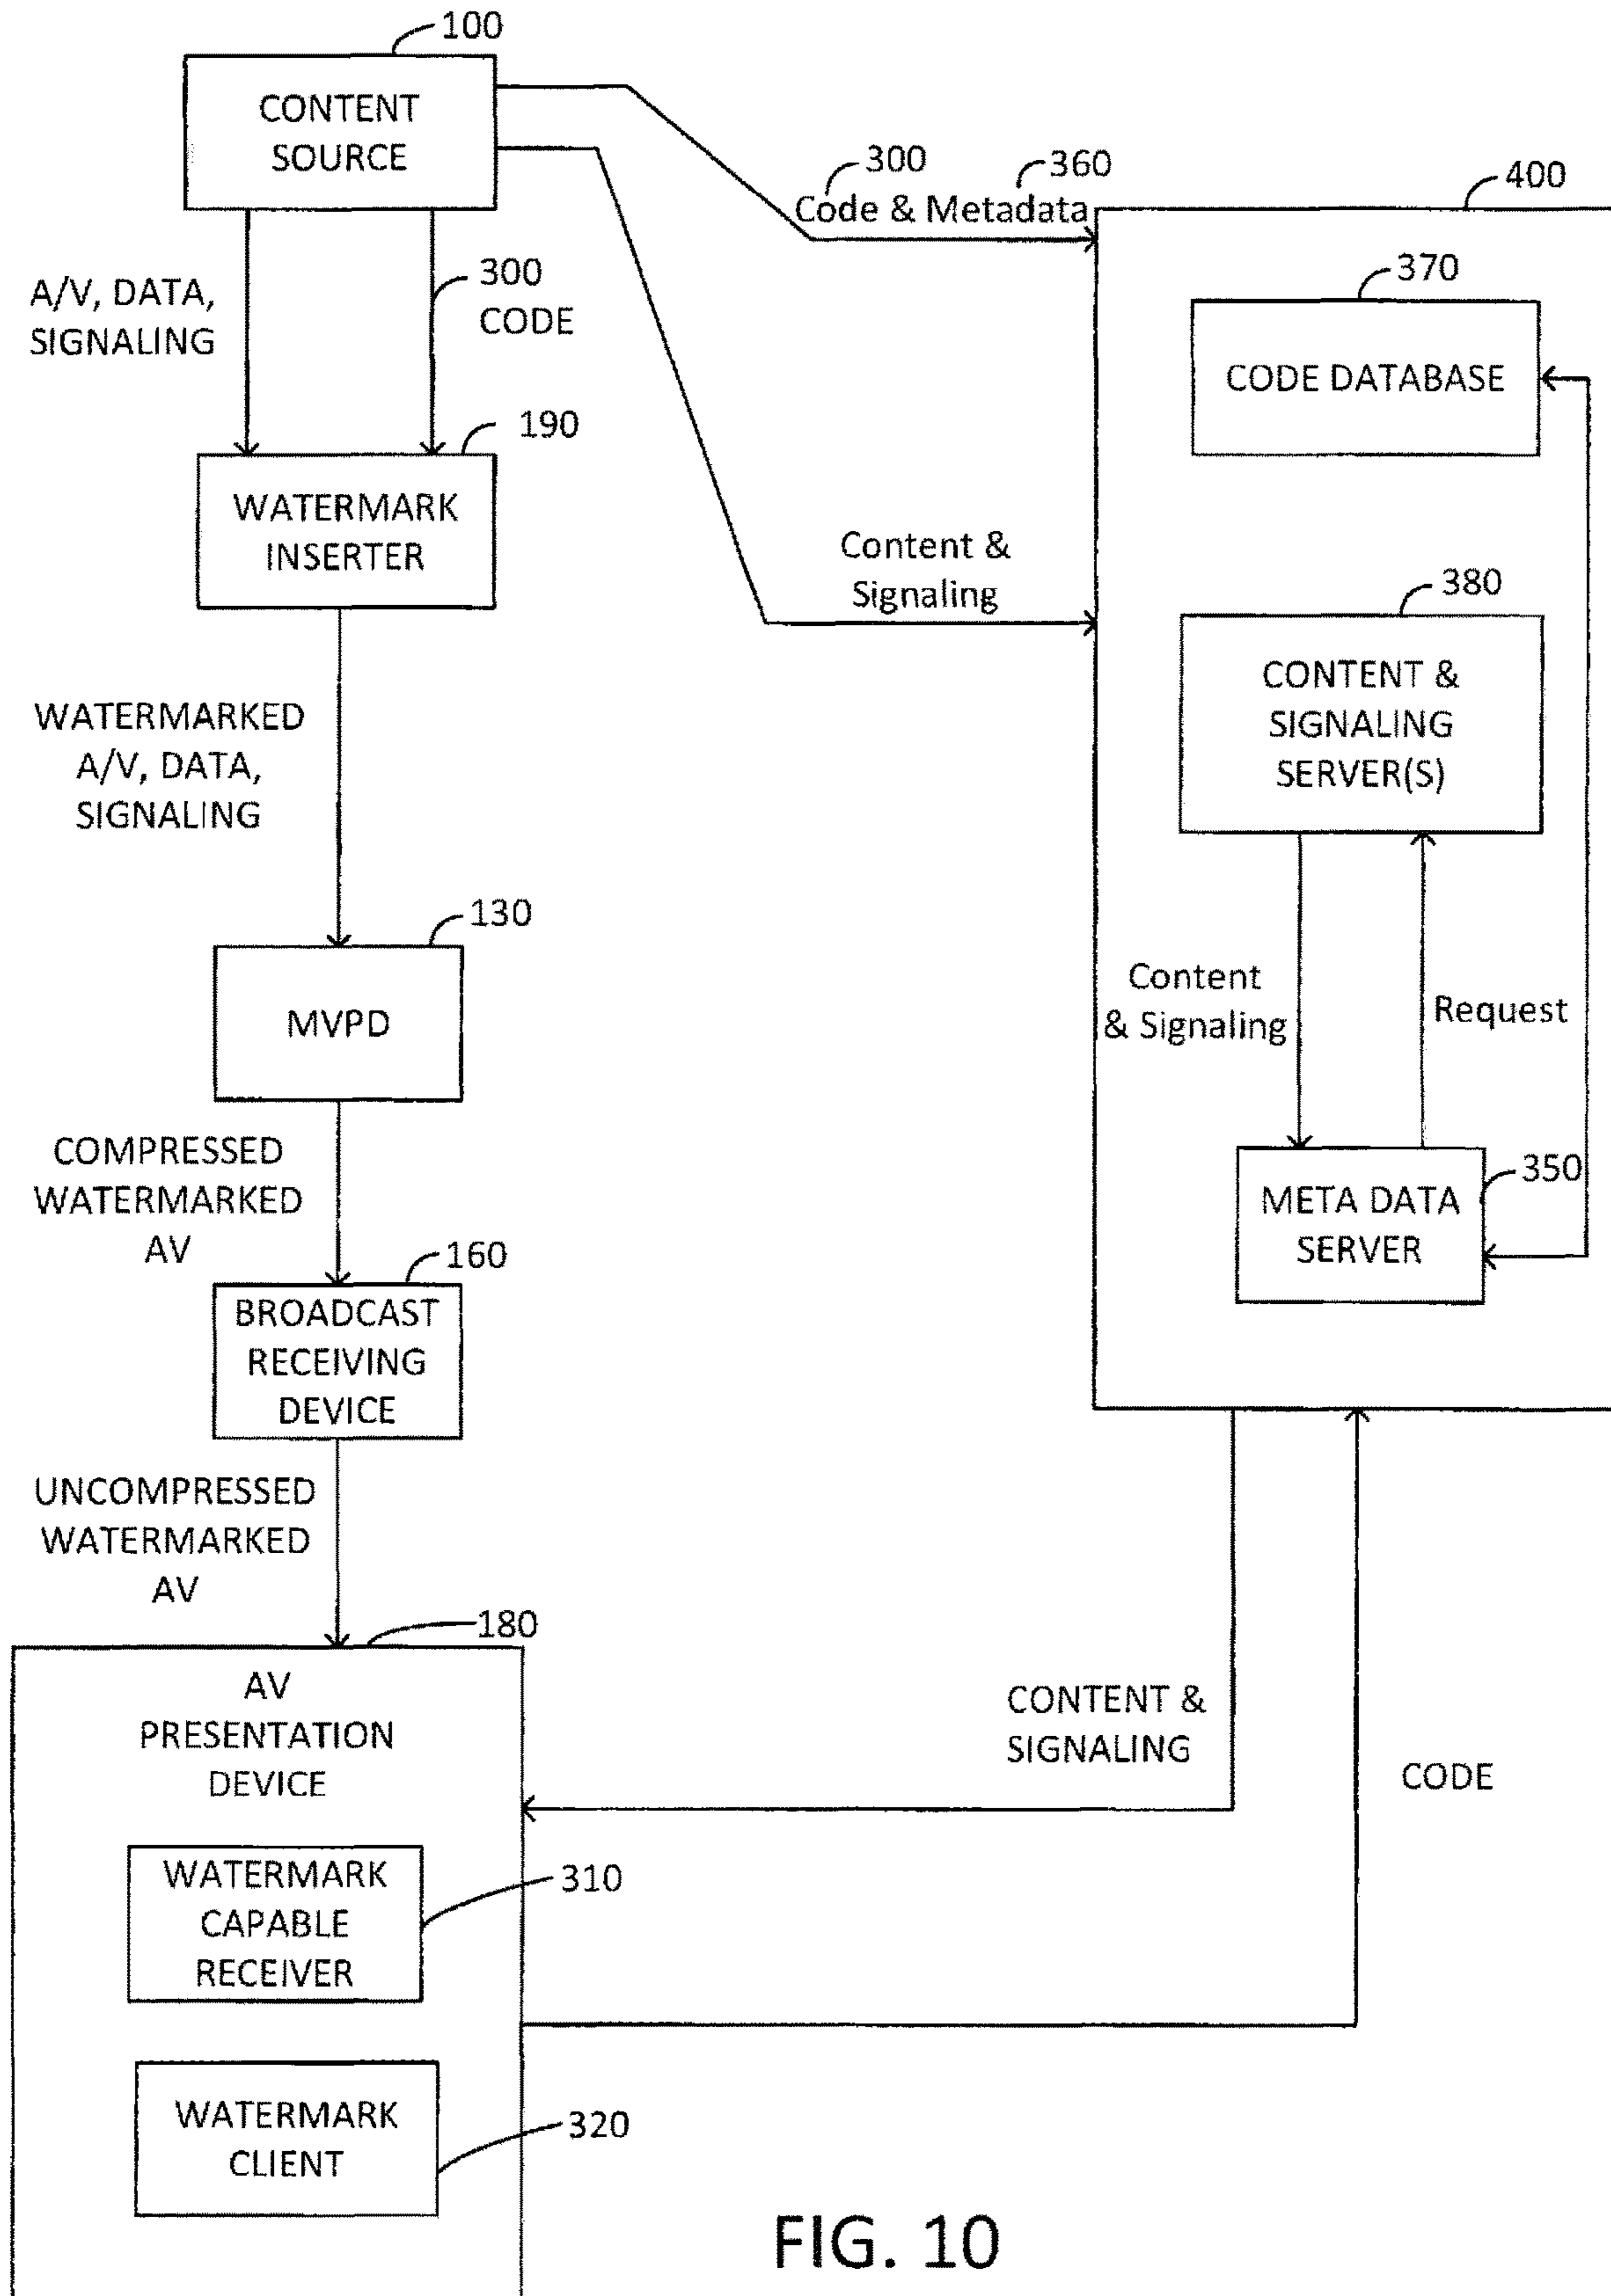 100
CONTENT
SOURCE
300
360
Code & Metadata
400
A/V, DATA,
SIGNALING
300
CODE
370
CODE DATABASE
190
WATERMARK
INSERTER
Content &
Signaling
380
CONTENT &
SIGNALING
SERVER(S)
WATERMARKED
A/V, DATA,
SIGNALING
130
MVPD
Content
& Signaling
Request
COMPRESSED
WATERMARKED
AV
350
META DATA
SERVER
160
BROADCAST
RECEIVING
DEVICE
UNCOMPRESSED
WATERMARKED
AV
180
AV
PRESENTATION
DEVICE
CONTENT &
SIGNALING
CODE
WATERMARK
CAPABLE
RECEIVER
310
WATERMARK
CLIENT
320
FIG. 10